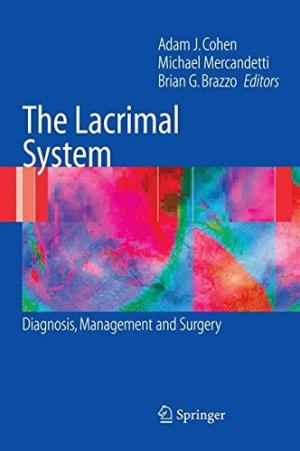 Adam J. Cohen
Michael Mercandetti
Brian G. Brazzo Editors
The Lacrimal
System
Diagnosis, Management and Surgery
Springer